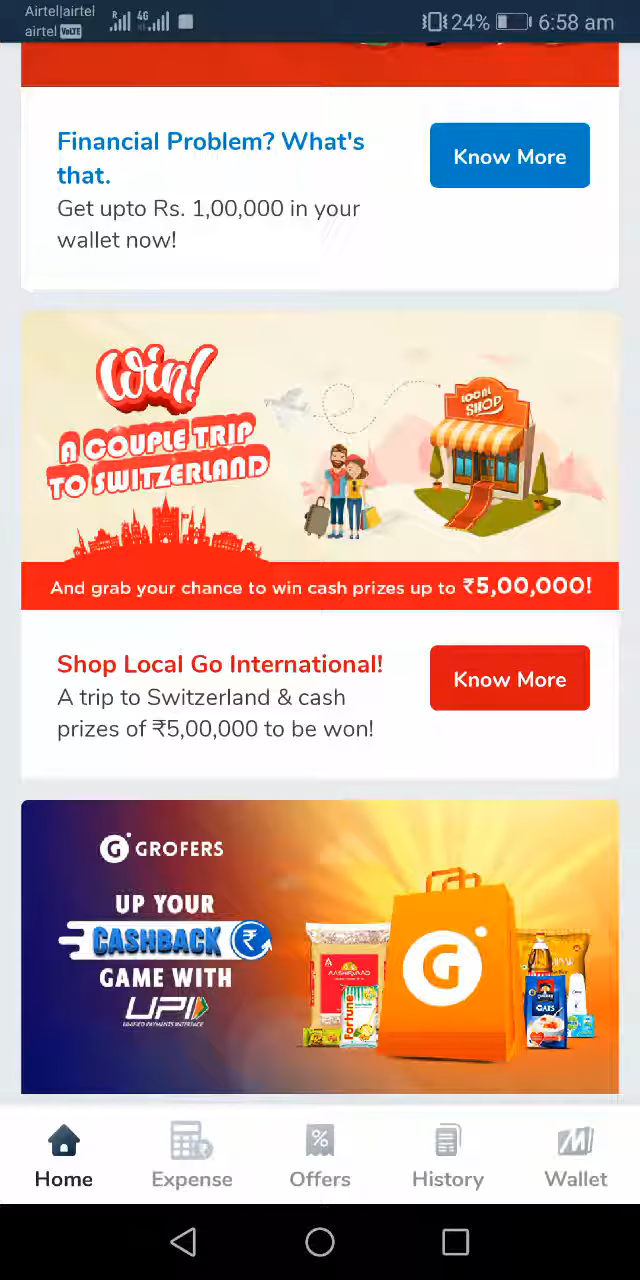 Airtel|airtel
airtel VoLTE
R
4G
24%
6:58 am
Financial Problem? What's
that.
Know More
Get upto Rs. 1,00,000 in your
wallet now!
Win!
A COUPLE TRIP
TO SWITZERLAND
LOCAL
SHOP
And grab your chance to win cash prizes up to ₹5,00,000!
Shop Local Go International!
Know More
A trip to Switzerland & cash
prizes of ₹5,00,000 to be won!
G GROFERS
UP YOUR
CASHBACK ₹
GAME WITH
UPI
UNIFIED PAYMENTS INTERFACE
G
AASHIRVAAD
Fortune
QUAKER
OATS
Home
Expense
Offers
History
Wallet